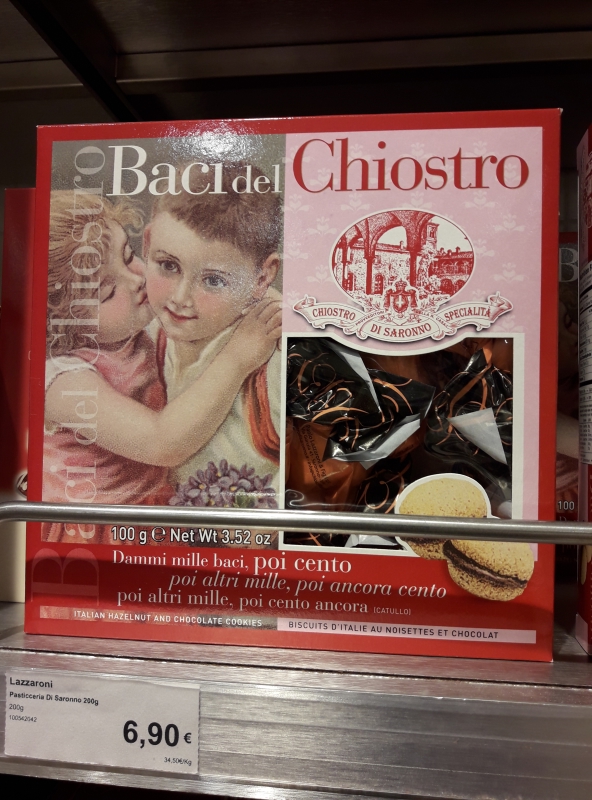 Baci del Chiostro
Baci del Chiostro
CHIOSTRO DI SARONNO SPECIALITÀ
100 g ℮ Net Wt 3.52 oz
Dammi mille baci, poi cento
poi altri mille, poi ancora cento
poi altri mille, poi cento ancora (CATULLO)
ITALIAN HAZELNUT AND CHOCOLATE COOKIES
BISCUITS D'ITALIE AU NOISETTES ET CHOCOLAT
B
100
Lazzaroni
Pasticceria Di Saronno 200g
200g
100542042
6,90 €
34,50€/Kg